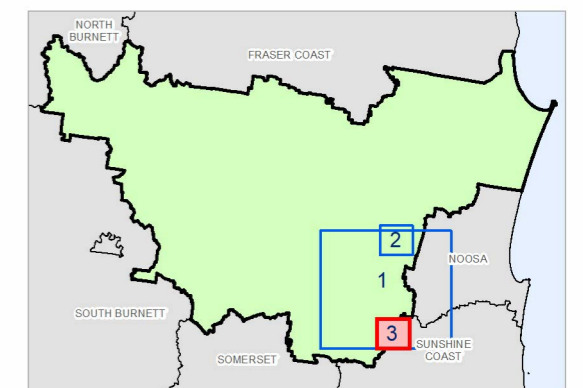 NORTH
BURNETT
FRASER COAST
2
NOOSA
1
SOUTH BURNETT
3
SUNSHINE
COAST
SOMERSET